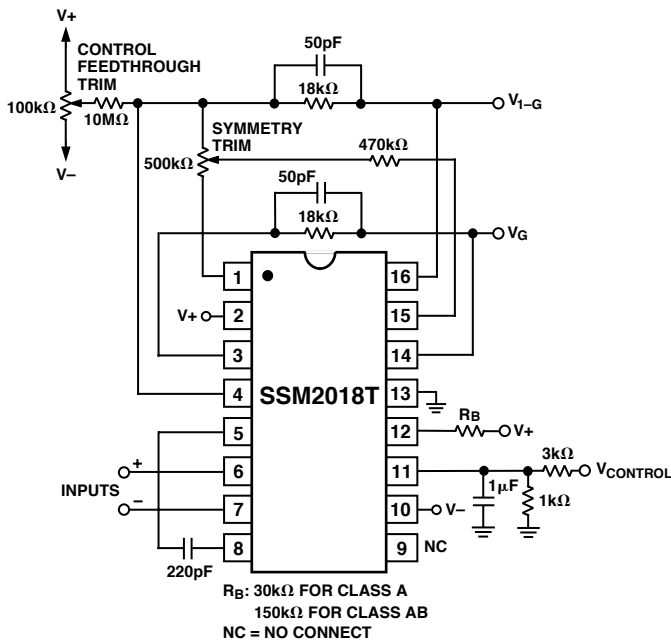 V+
CONTROL
FEEDTHROUGH
TRIM
100kΩ
10MΩ
V–
50pF
18kΩ
V1–G
SYMMETRY
TRIM
500kΩ
470kΩ
50pF
18kΩ
VG
1
16
V+
2
15
3
14
SSM2018T
4
13
5
12
RB
V+
+
6
11
3kΩ
VCONTROL
INPUTS
1μF
1kΩ
–
7
10
V–
8
9
NC
220pF
RB: 30kΩ FOR CLASS A
150kΩ FOR CLASS AB
NC = NO CONNECT